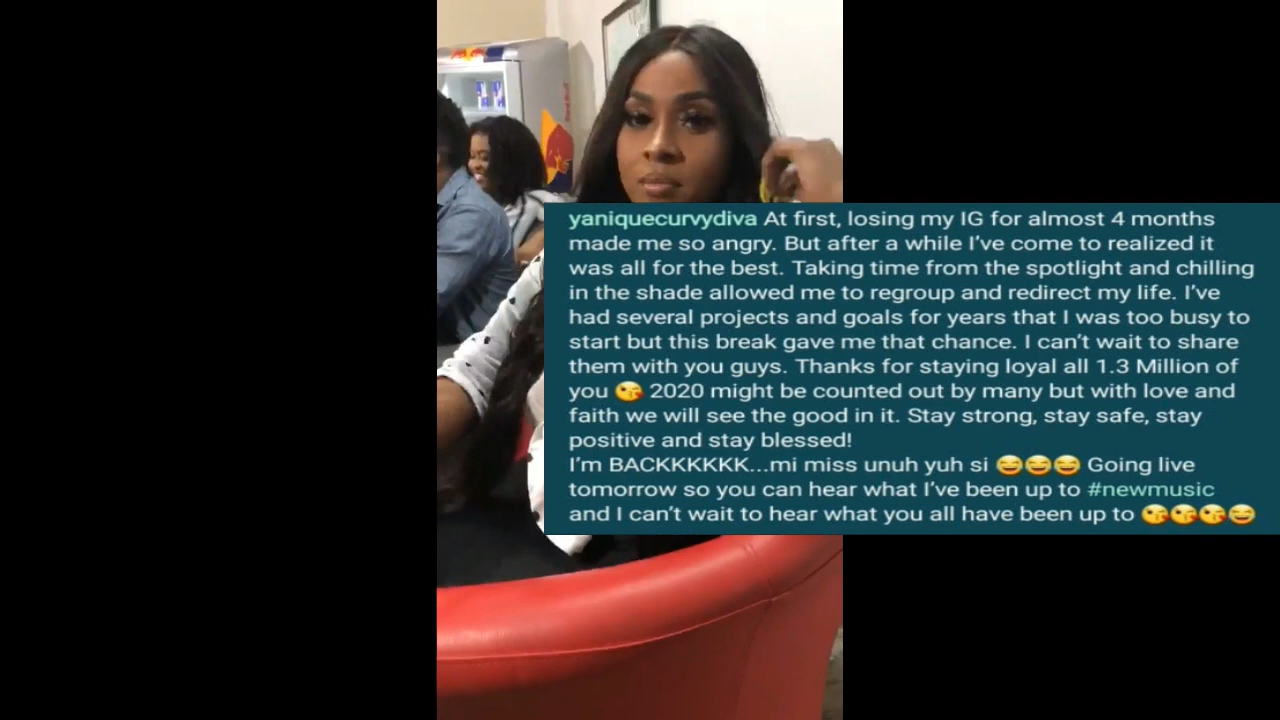 Red Bull
yaniquecurvydiva At first, losing my IG for almost 4 months
made me so angry. But after a while I've come to realized it
was all for the best. Taking time from the spotlight and chilling
in the shade allowed me to regroup and redirect my life. I've
had several projects and goals for years that I was too busy to
start but this break gave me that chance. I can't wait to share
them with you guys. Thanks for staying loyal all 1.3 Million of
you 😘 2020 might be counted out by many but with love and
faith we will see the good in it. Stay strong, stay safe, stay
positive and stay blessed!
I'm BACKKKKKK...mi miss unuh yuh si 😂😂😂 Going live
tomorrow so you can hear what I've been up to #newmusic
and I can't wait to hear what you all have been up to 😘😘😘😂